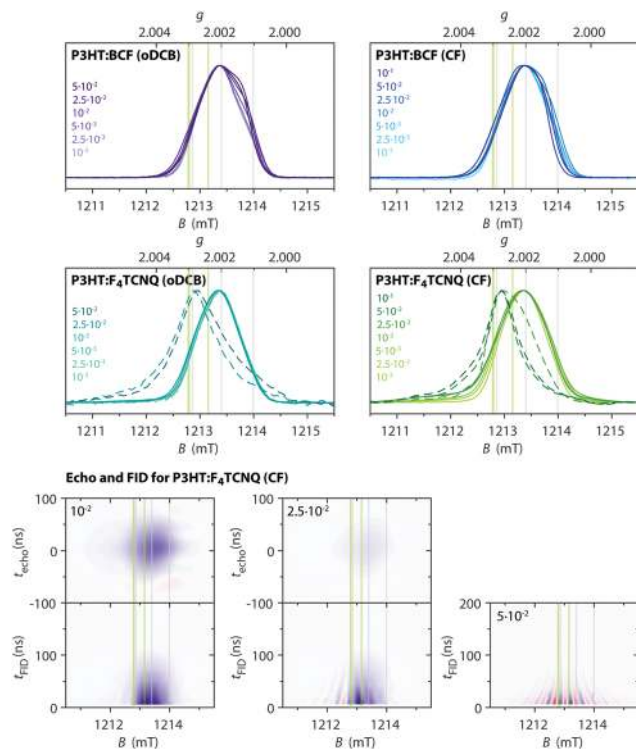 g
2.004 2.002 2.000
P3HT:BCF (oDCB)
5·10⁻²
2.5·10⁻²
10⁻²
5·10⁻³
2.5·10⁻³
10⁻³
1211 1212 1213 1214 1215
B (mT)
g
2.004 2.002 2.000
P3HT:BCF (CF)
10⁻¹
5·10⁻²
2.5·10⁻²
10⁻²
5·10⁻³
2.5·10⁻³
10⁻³
1211 1212 1213 1214 1215
B (mT)
g
2.004 2.002 2.000
P3HT:F₄TCNQ (oDCB)
5·10⁻²
2.5·10⁻²
10⁻²
5·10⁻³
2.5·10⁻³
10⁻³
1211 1212 1213 1214 1215
B (mT)
g
2.004 2.002 2.000
P3HT:F₄TCNQ (CF)
10⁻¹
5·10⁻²
2.5·10⁻²
10⁻²
5·10⁻³
2.5·10⁻³
10⁻³
1211 1212 1213 1214 1215
B (mT)
Echo and FID for P3HT:F₄TCNQ (CF)
100
10⁻²
t_echo (ns)
0
-100
t_FID (ns)
100
0
1212 1214
B (mT)
100
2.5·10⁻²
t_echo (ns)
0
-100
t_FID (ns)
100
0
1212 1214
B (mT)
200
5·10⁻²
t_FID (ns)
100
0
1212 1214
B (mT)